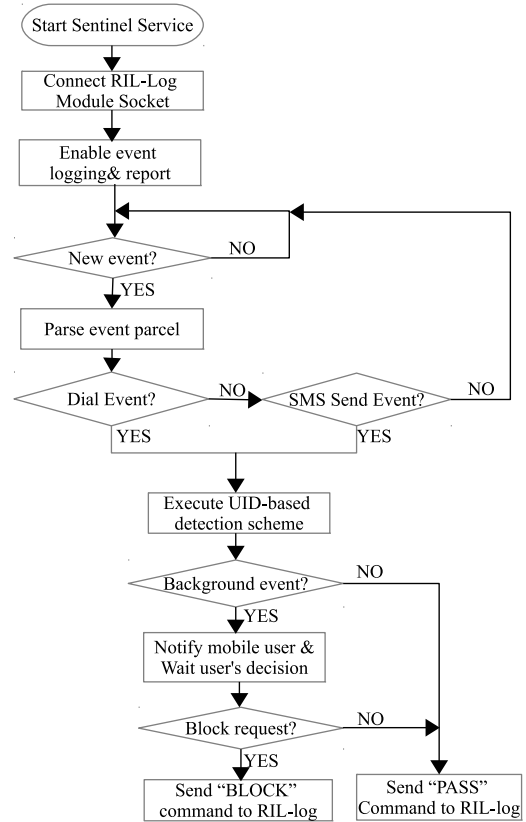 Start Sentinel Service
Connect RIL-Log
Module Socket
Enable event
logging& report
New event?
NO
YES
Parse event parcel
Dial Event?
NO
SMS Send Event?
NO
YES
YES
Execute UID-based
detection scheme
Background event?
NO
YES
Notify mobile user &
Wait user's decision
Block request?
NO
YES
Send “BLOCK”
command to RIL-log
Send “PASS”
Command to RIL-log